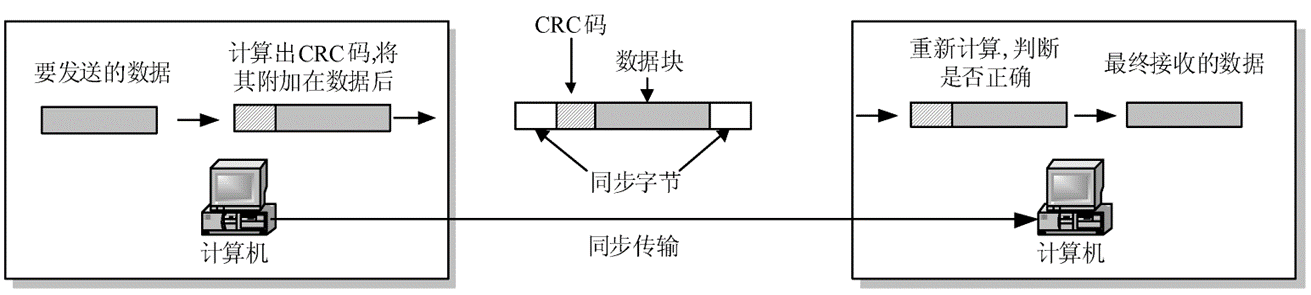 要发送的数据
计算出CRC码,将
其附加在数据后
CRC码
数据块
同步字节
重新计算,判断
是否正确
最终接收的数据
计算机
同步传输
计算机